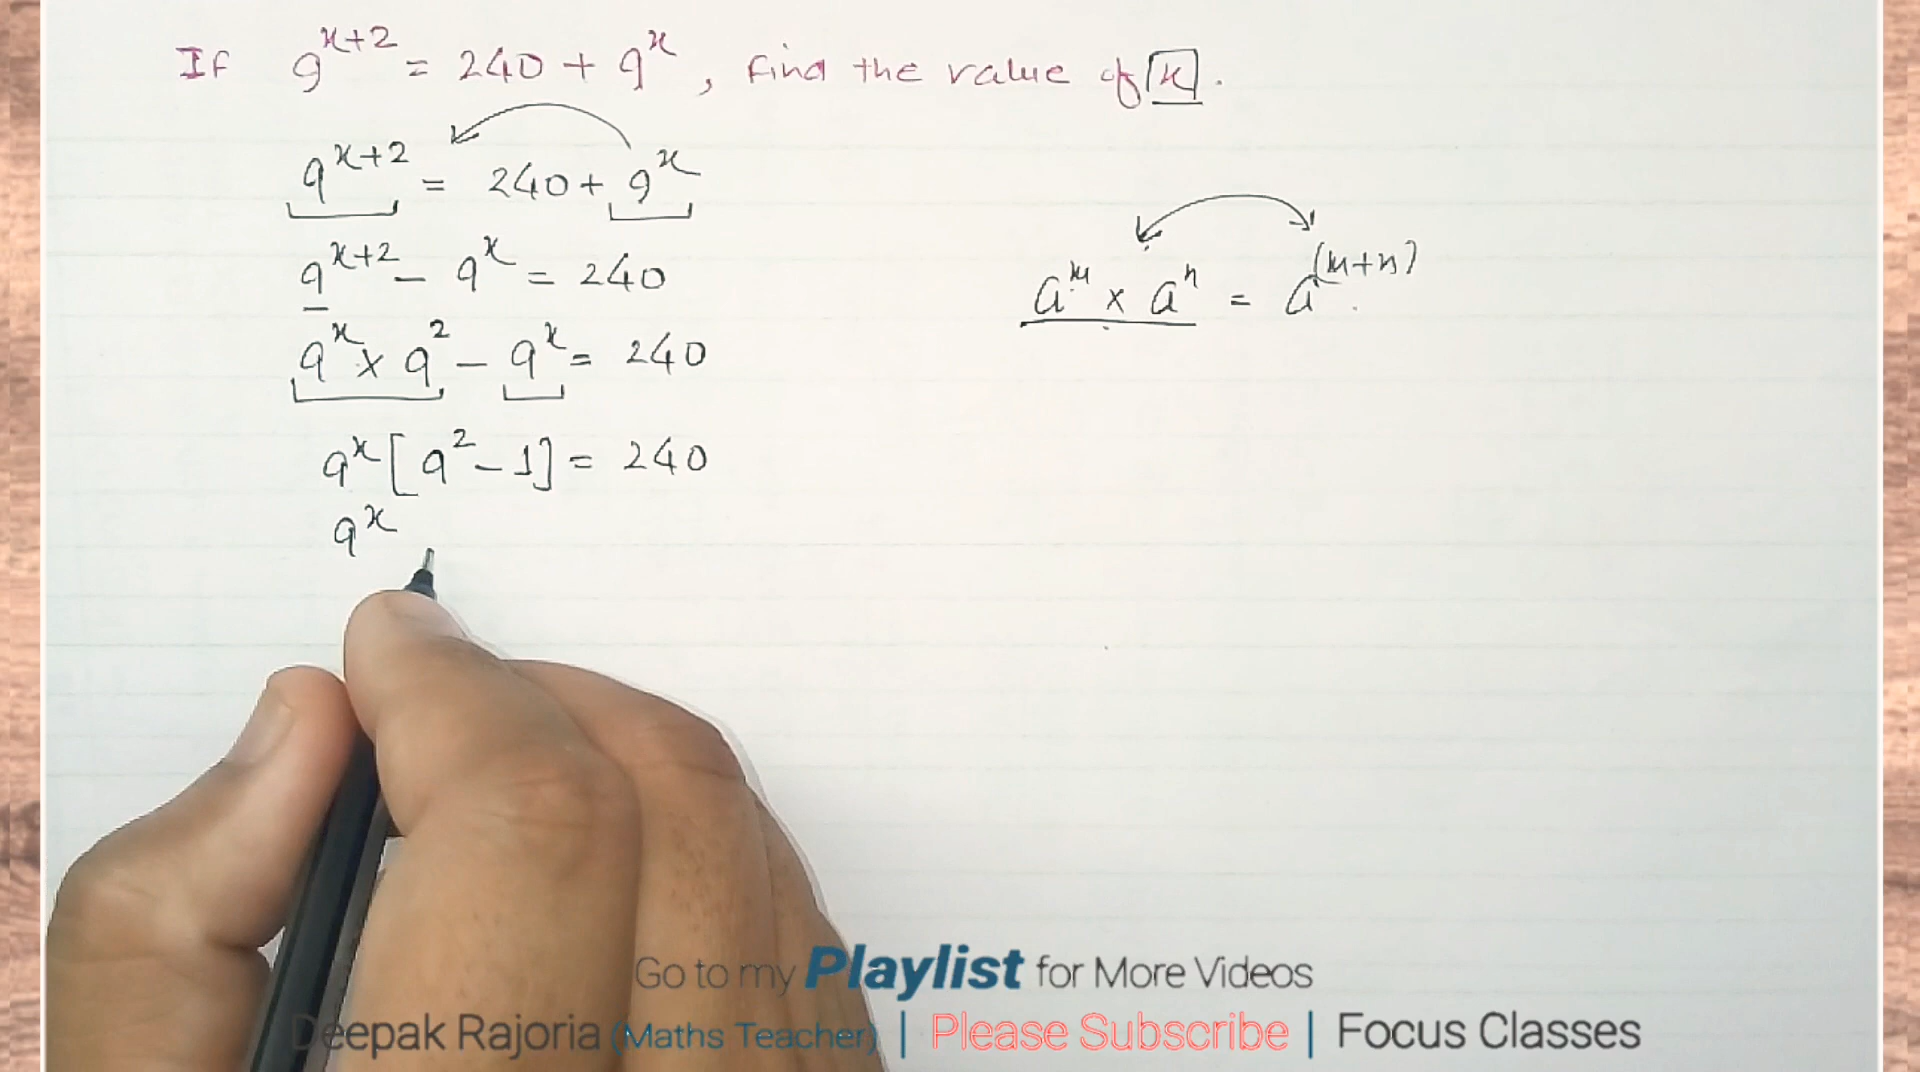 If 9^{x+2} = 240 + 9^x, find the value of x.
9^{x+2} = 240 + 9^x
9^{x+2} - 9^x = 240
9^x × 9^2 - 9^x = 240
9^x [9^2 - 1] = 240
9^x
a^m × a^n = a^{(m+n)}
Go to my Playlist for More Videos
Deepak Rajoria (Maths Teacher) | Please Subscribe | Focus Classes